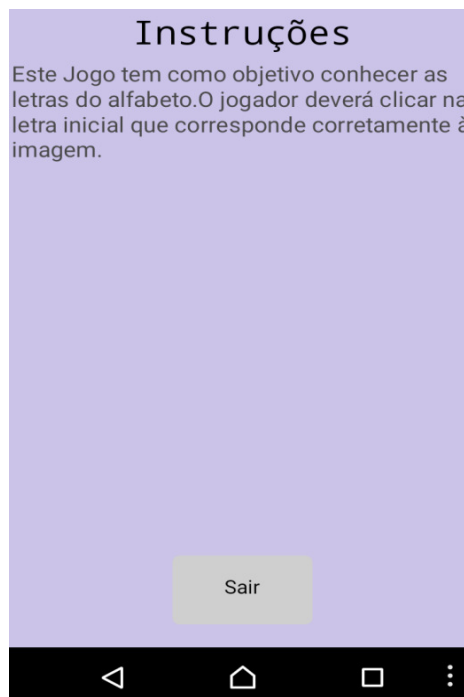 Instruções
Este Jogo tem como objetivo conhecer as
letras do alfabeto.O jogador deverá clicar na
letra inicial que corresponde corretamente à
imagem.
Sair